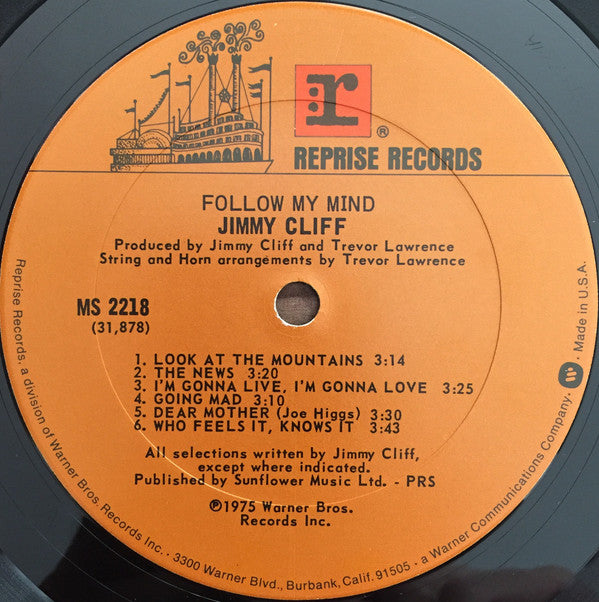 r:
®
REPRISE RECORDS
FOLLOW MY MIND
JIMMY CLIFF
Produced by Jimmy Cliff and Trevor Lawrence
String and Horn arrangements by Trevor Lawrence
MS 2218
(31,878)
1. LOOK AT THE MOUNTAINS 3:14
2. THE NEWS 3:20
3. I'M GONNA LIVE, I'M GONNA LOVE 3:25
4. GOING MAD 3:10
5. DEAR MOTHER (Joe Higgs) 3:30
6. WHO FEELS IT, KNOWS IT 3:43
All selections written by Jimmy Cliff,
except where indicated.
Published by Sunflower Music Ltd. - PRS
℗1975 Warner Bros.
Records Inc.
Reprise Records, a division of Warner Bros. Records Inc. · 3300 Warner Blvd., Burbank, Calif. 91505 · a Warner Communications Company · W · Made in U.S.A.